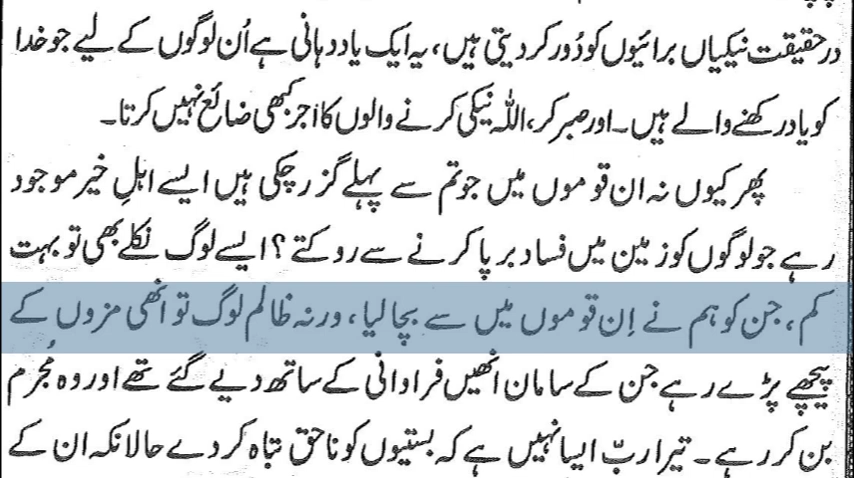 درحقیقت نیکیاں برائیوں کو دُور کر دیتی ہیں، یہ ایک یاد دہانی ہے اُن لوگوں کے لیے جو خدا
کو یاد رکھنے والے ہیں۔ اور صبر کر، اللہ نیکی کرنے والوں کا اجر کبھی ضائع نہیں کرتا۔
پھر کیوں نہ ان قوموں میں جو تم سے پہلے گزر چکی ہیں ایسے اہلِ خیر موجود
رہے جو لوگوں کو زمین میں فساد برپا کرنے سے روکتے؟ ایسے لوگ نکلے بھی تو بہت
کم، جن کو ہم نے اِن قوموں میں سے بچا لیا، ورنہ ظالم لوگ تو انھی مزوں کے
پیچھے پڑے رہے جن کے سامان انھیں فراوانی کے ساتھ دیے گئے تھے اور وہ مُجرم
بن کر رہے۔ تیرا ربّ ایسا نہیں ہے کہ بستیوں کو ناحق تباہ کر دے حالانکہ ان کے